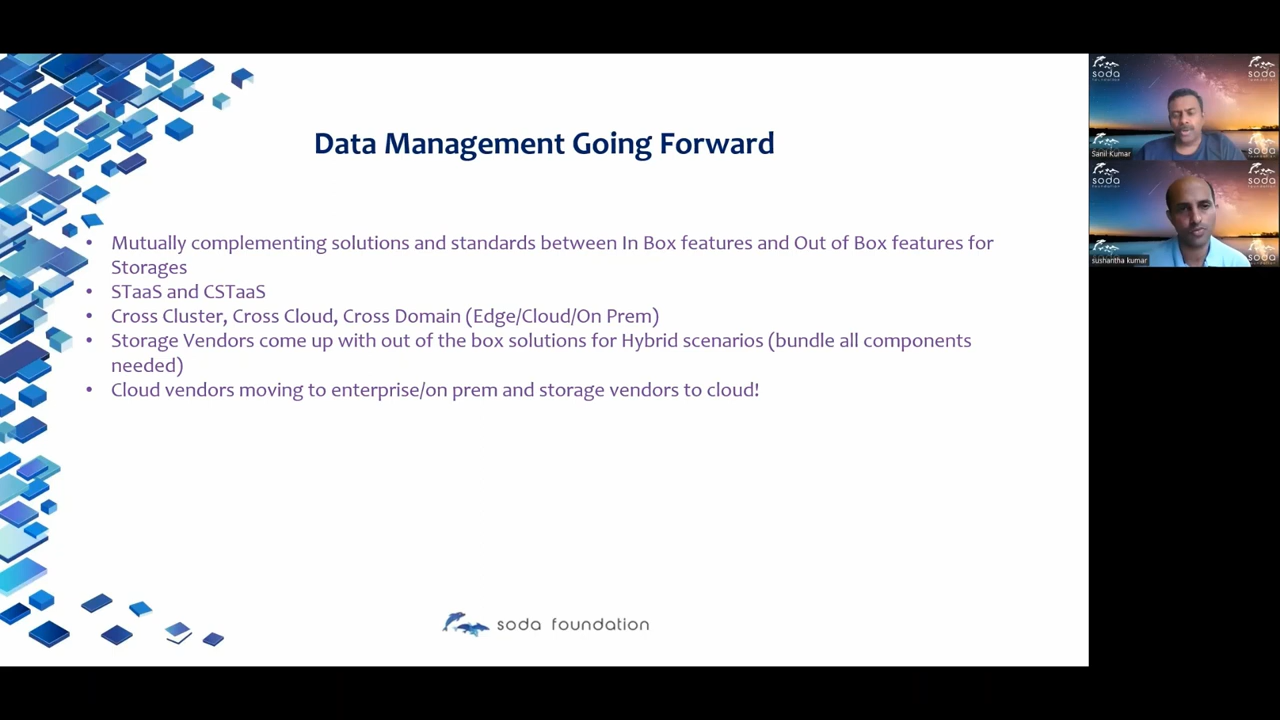 Data Management Going Forward
• Mutually complementing solutions and standards between In Box features and Out of Box features for
Storages
• STaaS and CSTaaS
• Cross Cluster, Cross Cloud, Cross Domain (Edge/Cloud/On Prem)
• Storage Vendors come up with out of the box solutions for Hybrid scenarios (bundle all components
needed)
• Cloud vendors moving to enterprise/on prem and storage vendors to cloud!
soda foundation
soda
soda
Sanil Kumar
soda
foundation
soda
sushantha kumar